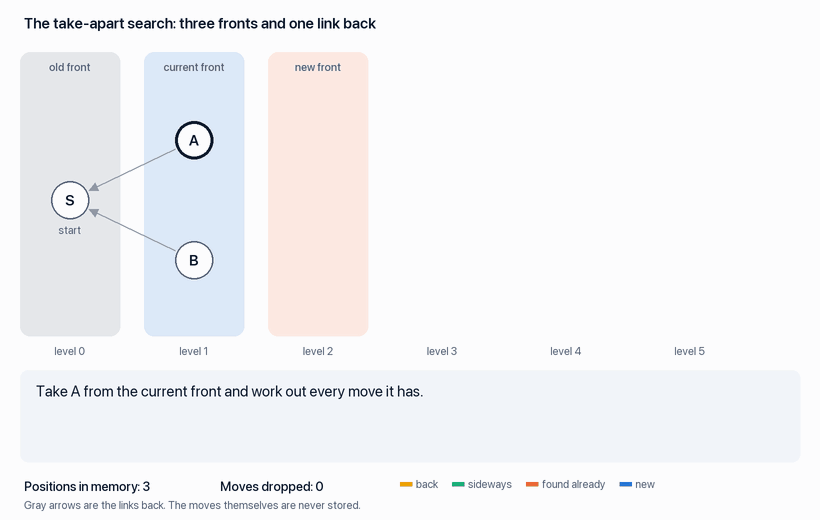 The take-apart search: three fronts and one link back
old front
current front
new front
A
S
start
B
level 0
level 1
level 2
level 3
level 4
level 5
Take A from the current front and work out every move it has.
Positions in memory: 3
Moves dropped: 0
back
sideways
found already
new
Gray arrows are the links back. The moves themselves are never stored.